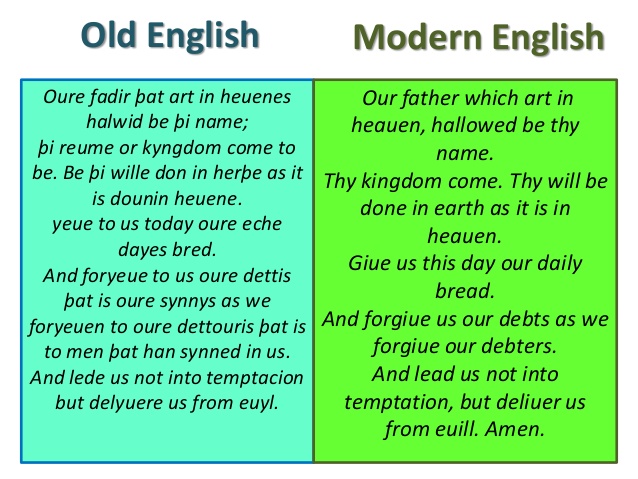 Old English
Oure fadir þat art in heuenes
halwid be þi name;
þi reume or kyngdom come to
be. Be þi wille don in herþe as it
is dounin heuene.
yeue to us today oure eche
dayes bred.
And foryeue to us oure dettis
þat is oure synnys as we
foryeuen to oure dettouris þat is
to men þat han synned in us.
And lede us not into temptacion
but delyuere us from euyl.
Modern English
Our father which art in
heauen, hallowed be thy
name.
Thy kingdom come. Thy will be
done in earth as it is in
heauen.
Giue us this day our daily
bread.
And forgiue us our debts as we
forgiue our debters.
And lead us not into
temptation, but deliuer us
from euill. Amen.